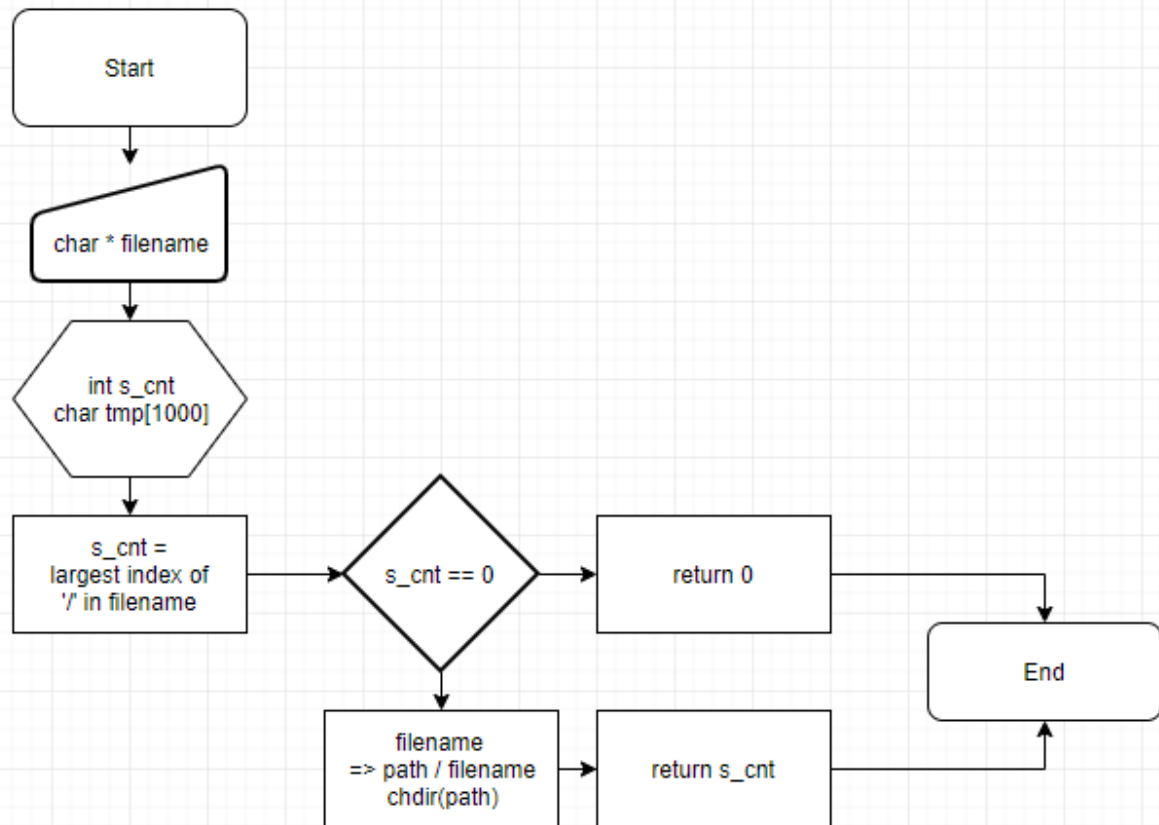 Start
char * filename
int s_cnt
char tmp[1000]
s_cnt =
largest index of
'/' in filename
s_cnt == 0
return 0
End
filename
=> path / filename
chdir(path)
return s_cnt